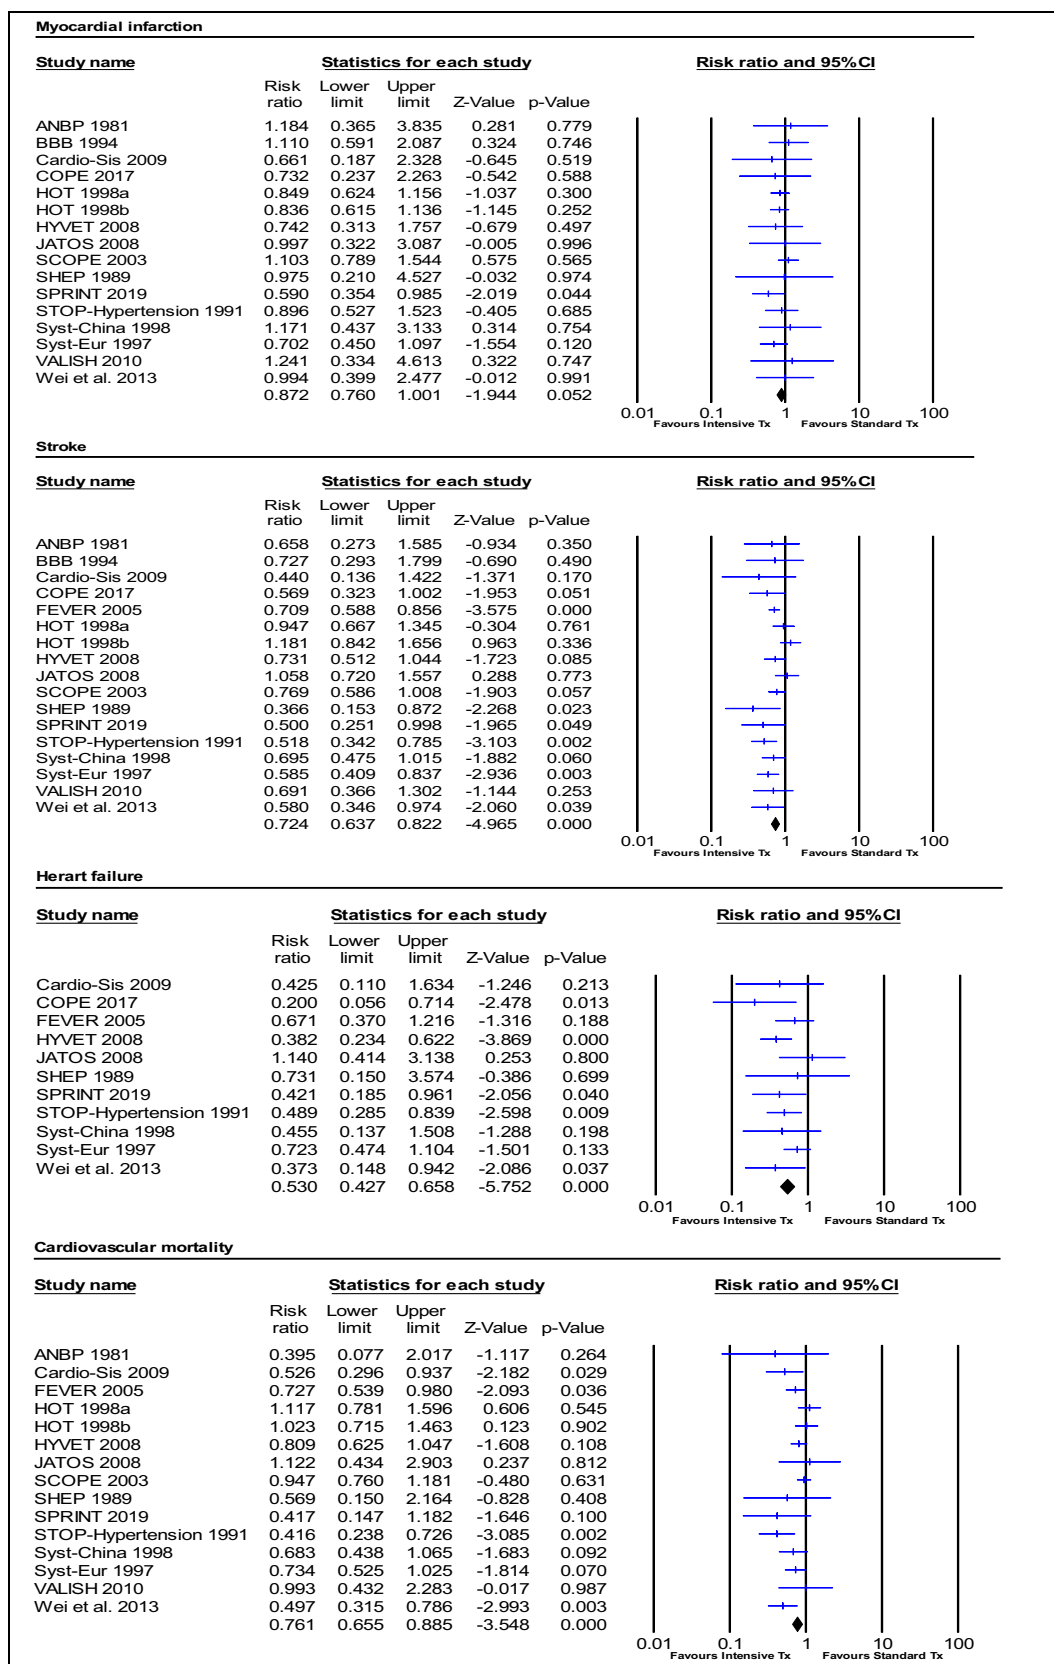 Myocardial infarction
Study name Statistics for each study Risk ratio and 95%CI
Risk Lower Upper
ratio limit limit Z-Value p-Value
ANBP 1981 1.184 0.365 3.835 0.281 0.779
BBB 1994 1.110 0.591 2.087 0.324 0.746
Cardio-Sis 2009 0.661 0.187 2.328 -0.645 0.519
COPE 2017 0.732 0.237 2.263 -0.542 0.588
HOT 1998a 0.849 0.624 1.156 -1.037 0.300
HOT 1998b 0.836 0.615 1.136 -1.145 0.252
HYVET 2008 0.742 0.313 1.757 -0.679 0.497
JATOS 2008 0.997 0.322 3.087 -0.005 0.996
SCOPE 2003 1.103 0.789 1.544 0.575 0.565
SHEP 1989 0.975 0.210 4.527 -0.032 0.974
SPRINT 2019 0.590 0.354 0.985 -2.019 0.044
STOP-Hypertension 1991 0.896 0.527 1.523 -0.405 0.685
Syst-China 1998 1.171 0.437 3.133 0.314 0.754
Syst-Eur 1997 0.702 0.450 1.097 -1.554 0.120
VALISH 2010 1.241 0.334 4.613 0.322 0.747
Wei et al. 2013 0.994 0.399 2.477 -0.012 0.991
0.872 0.760 1.001 -1.944 0.052
0.01 0.1 1 10 100
Favours Intensive Tx Favours Standard Tx
Stroke
Study name Statistics for each study Risk ratio and 95%CI
Risk Lower Upper
ratio limit limit Z-Value p-Value
ANBP 1981 0.658 0.273 1.585 -0.934 0.350
BBB 1994 0.727 0.293 1.799 -0.690 0.490
Cardio-Sis 2009 0.440 0.136 1.422 -1.371 0.170
COPE 2017 0.569 0.323 1.002 -1.953 0.051
FEVER 2005 0.709 0.588 0.856 -3.575 0.000
HOT 1998a 0.947 0.667 1.345 -0.304 0.761
HOT 1998b 1.181 0.842 1.656 0.963 0.336
HYVET 2008 0.731 0.512 1.044 -1.723 0.085
JATOS 2008 1.058 0.720 1.557 0.288 0.773
SCOPE 2003 0.769 0.586 1.008 -1.903 0.057
SHEP 1989 0.366 0.153 0.872 -2.268 0.023
SPRINT 2019 0.500 0.251 0.998 -1.965 0.049
STOP-Hypertension 1991 0.518 0.342 0.785 -3.103 0.002
Syst-China 1998 0.695 0.475 1.015 -1.882 0.060
Syst-Eur 1997 0.585 0.409 0.837 -2.936 0.003
VALISH 2010 0.691 0.366 1.302 -1.144 0.253
Wei et al. 2013 0.580 0.346 0.974 -2.060 0.039
0.724 0.637 0.822 -4.965 0.000
0.01 0.1 1 10 100
Favours Intensive Tx Favours Standard Tx
Herart failure
Study name Statistics for each study Risk ratio and 95%CI
Risk Lower Upper
ratio limit limit Z-Value p-Value
Cardio-Sis 2009 0.425 0.110 1.634 -1.246 0.213
COPE 2017 0.200 0.056 0.714 -2.478 0.013
FEVER 2005 0.671 0.370 1.216 -1.316 0.188
HYVET 2008 0.382 0.234 0.622 -3.869 0.000
JATOS 2008 1.140 0.414 3.138 0.253 0.800
SHEP 1989 0.731 0.150 3.574 -0.386 0.699
SPRINT 2019 0.421 0.185 0.961 -2.056 0.040
STOP-Hypertension 1991 0.489 0.285 0.839 -2.598 0.009
Syst-China 1998 0.455 0.137 1.508 -1.288 0.198
Syst-Eur 1997 0.723 0.474 1.104 -1.501 0.133
Wei et al. 2013 0.373 0.148 0.942 -2.086 0.037
0.530 0.427 0.658 -5.752 0.000
0.01 0.1 1 10 100
Favours Intensive Tx Favours Standard Tx
Cardiovascular mortality
Study name Statistics for each study Risk ratio and 95%CI
Risk Lower Upper
ratio limit limit Z-Value p-Value
ANBP 1981 0.395 0.077 2.017 -1.117 0.264
Cardio-Sis 2009 0.526 0.296 0.937 -2.182 0.029
FEVER 2005 0.727 0.539 0.980 -2.093 0.036
HOT 1998a 1.117 0.781 1.596 0.606 0.545
HOT 1998b 1.023 0.715 1.463 0.123 0.902
HYVET 2008 0.809 0.625 1.047 -1.608 0.108
JATOS 2008 1.122 0.434 2.903 0.237 0.812
SCOPE 2003 0.947 0.760 1.181 -0.480 0.631
SHEP 1989 0.569 0.150 2.164 -0.828 0.408
SPRINT 2019 0.417 0.147 1.182 -1.646 0.100
STOP-Hypertension 1991 0.416 0.238 0.726 -3.085 0.002
Syst-China 1998 0.683 0.438 1.065 -1.683 0.092
Syst-Eur 1997 0.734 0.525 1.025 -1.814 0.070
VALISH 2010 0.993 0.432 2.283 -0.017 0.987
Wei et al. 2013 0.497 0.315 0.786 -2.993 0.003
0.761 0.655 0.885 -3.548 0.000
0.01 0.1 1 10 100
Favours Intensive Tx Favours Standard Tx